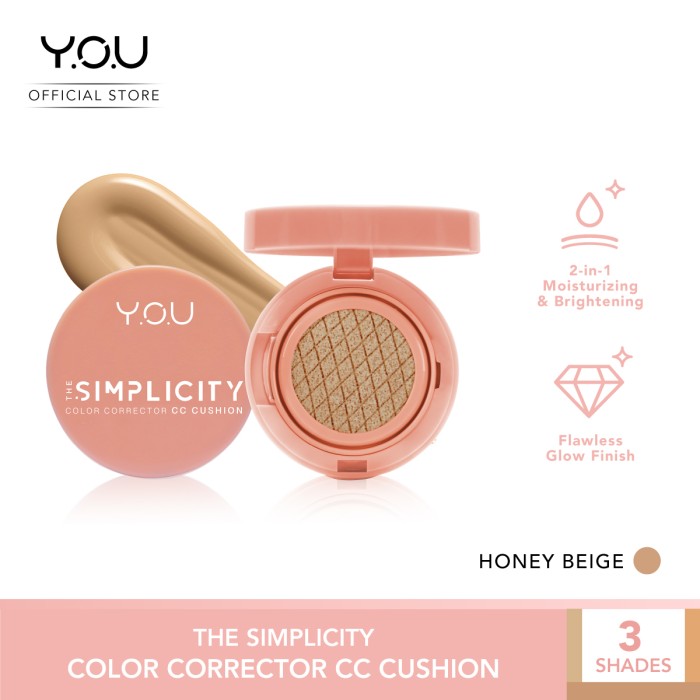 Y.O.U
OFFICIAL STORE
Y.O.U
THE SIMPLICITY
COLOR CORRECTOR CC CUSHION
2-in-1
Moisturizing
& Brightening
Flawless
Glow Finish
HONEY BEIGE
THE SIMPLICITY
COLOR CORRECTOR CC CUSHION
3
SHADES